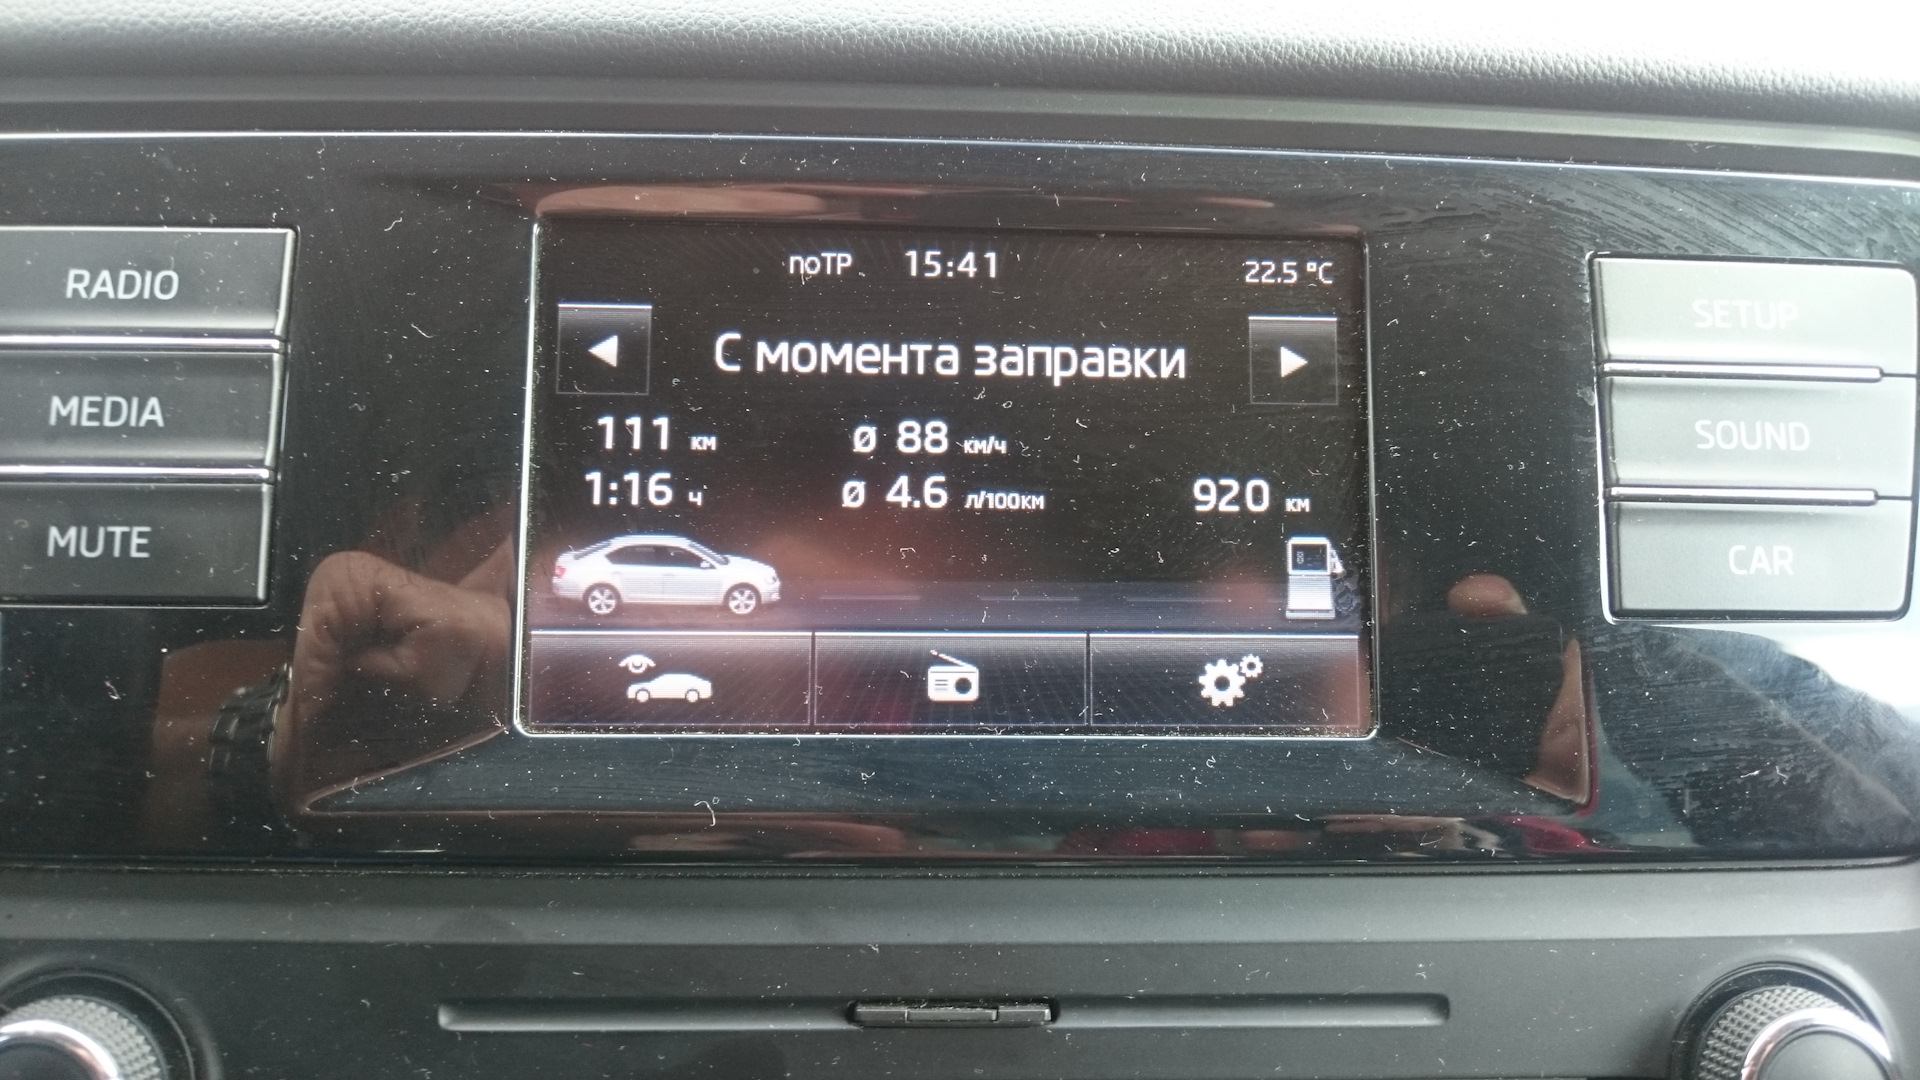 noTP 15:41 22.5 °C
С момента заправки
111 км ø 88 км/ч
1:16 ч ø 4.6 л/100км 920 км
RADIO
MEDIA
MUTE
SETUP
SOUND
CAR